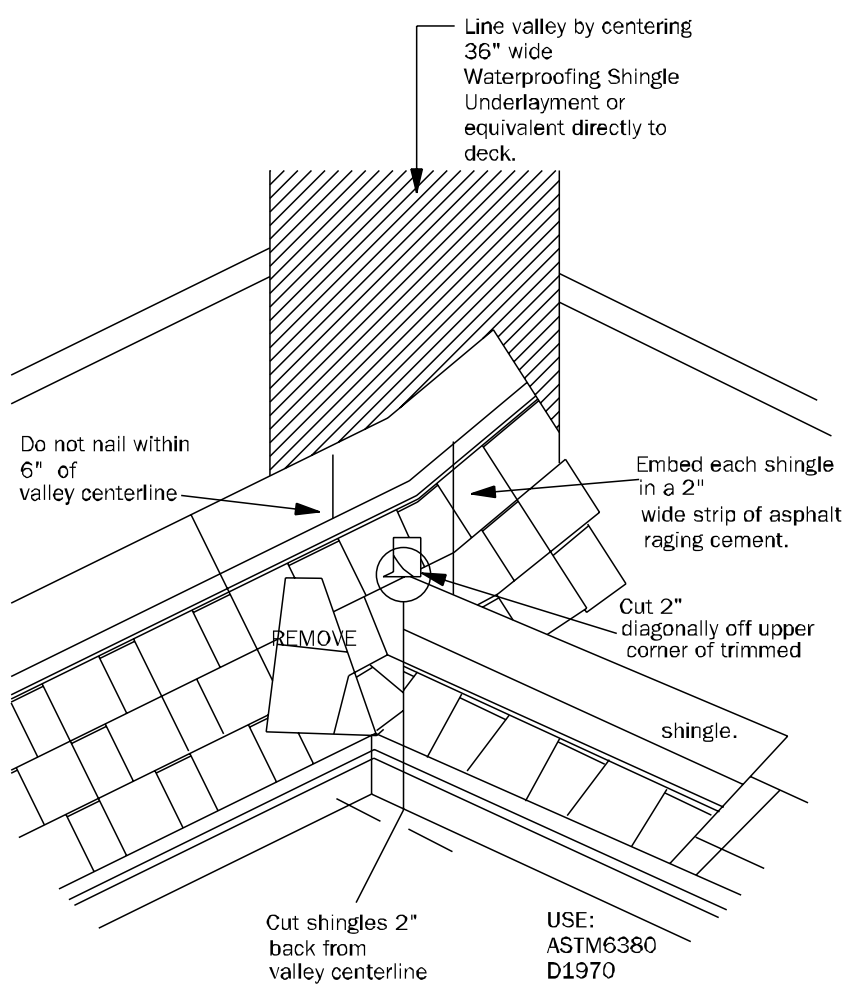 Line valley by centering
36" wide
Waterproofing Shingle
Underlayment or
equivalent directly to
deck.
Do not nail within
6" of
valley centerline
Embed each shingle
in a 2"
wide strip of asphalt
raging cement.
Cut 2"
diagonally off upper
corner of trimmed
REMOVE
shingle.
Cut shingles 2"
back from
valley centerline
USE:
ASTM6380
D1970